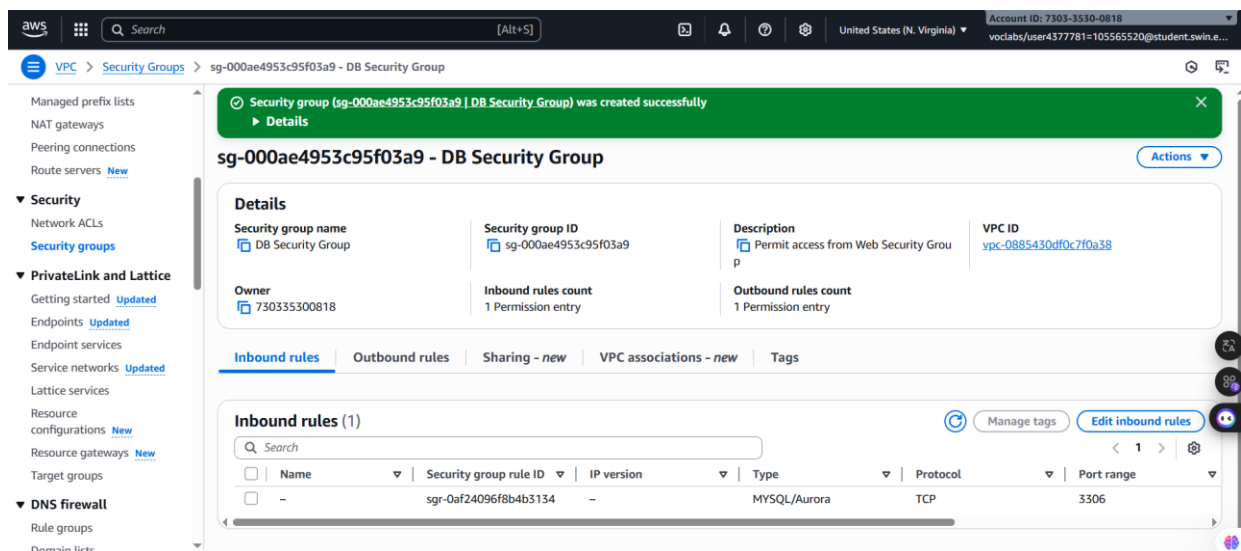 aws
Search
[Alt+S]
United States (N. Virginia)
Account ID: 7303-3530-0818
voclabs/user4377781=105565520@student.swin.e...
VPC > Security Groups > sg-000ae4953c95f03a9 - DB Security Group
Managed prefix lists
NAT gateways
Peering connections
Route servers New
Security
Network ACLs
Security groups
PrivateLink and Lattice
Getting started Updated
Endpoints Updated
Endpoint services
Service networks Updated
Lattice services
Resource
configurations New
Resource gateways New
Target groups
DNS firewall
Rule groups
Domain lists
Security group (sg-000ae4953c95f03a9 | DB Security Group) was created successfully
Details
sg-000ae4953c95f03a9 - DB Security Group
Actions
Details
Security group name
DB Security Group
Security group ID
sg-000ae4953c95f03a9
Description
Permit access from Web Security Grou
p
VPC ID
vpc-0885430df0c7f0a38
Owner
730335300818
Inbound rules count
1 Permission entry
Outbound rules count
1 Permission entry
Inbound rules | Outbound rules | Sharing - new | VPC associations - new | Tags
Inbound rules (1)
Manage tags
Edit inbound rules
Search
< 1 >
Name | Security group rule ID | IP version | Type | Protocol | Port range
– sgr-0af24096f8b4b3134 – MYSQL/Aurora TCP 3306